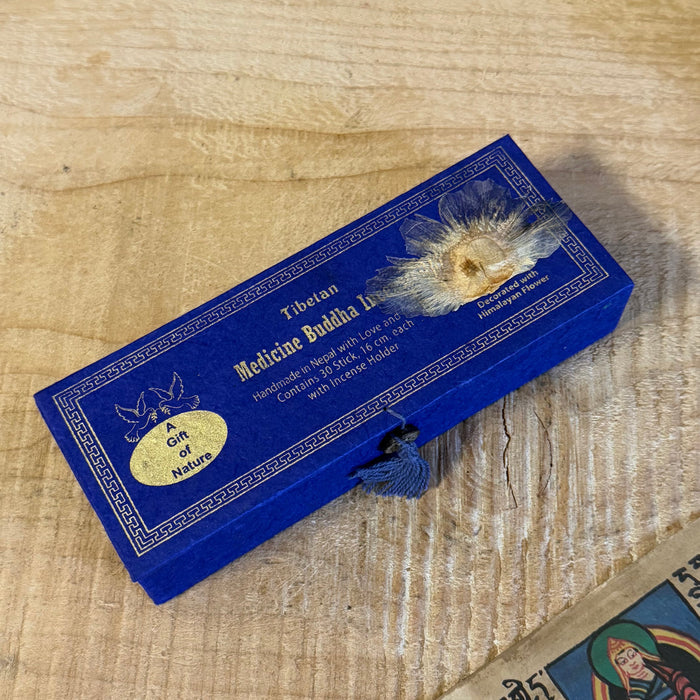 Tibetan
Medicine Buddha In
Handmade in Nepal with Love and
Contains 30 Stick, 16 cm. each
with Incense Holder
Decorated with
Himalayan Flower
A
Gift
of
Nature